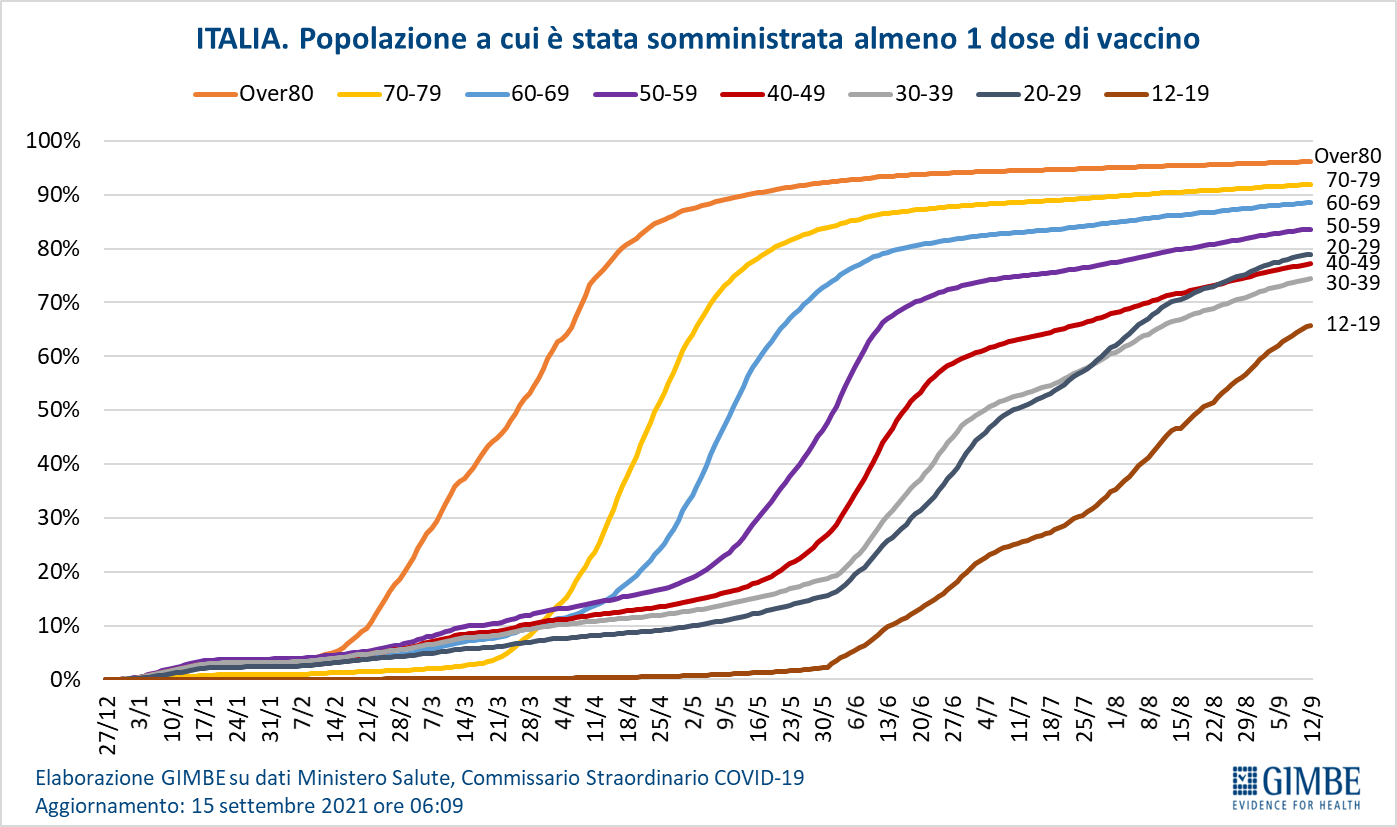 ITALIA. Popolazione a cui è stata somministrata almeno 1 dose di vaccino
Over80 70-79 60-69 50-59 40-49 30-39 20-29 12-19
100%
90%
80%
70%
60%
50%
40%
30%
20%
10%
0%
Over80
70-79
60-69
50-59
20-29
40-49
30-39
12-19
27/12 3/1 10/1 17/1 24/1 31/1 7/2 14/2 21/2 28/2 7/3 14/3 21/3 28/3 4/4 11/4 18/4 25/4 2/5 9/5 16/5 23/5 30/5 6/6 13/6 20/6 27/6 4/7 11/7 18/7 25/7 1/8 8/8 15/8 22/8 29/8 5/9 12/9
Elaborazione GIMBE su dati Ministero Salute, Commissario Straordinario COVID-19
Aggiornamento: 15 settembre 2021 ore 06:09
GIMBE
EVIDENCE FOR HEALTH